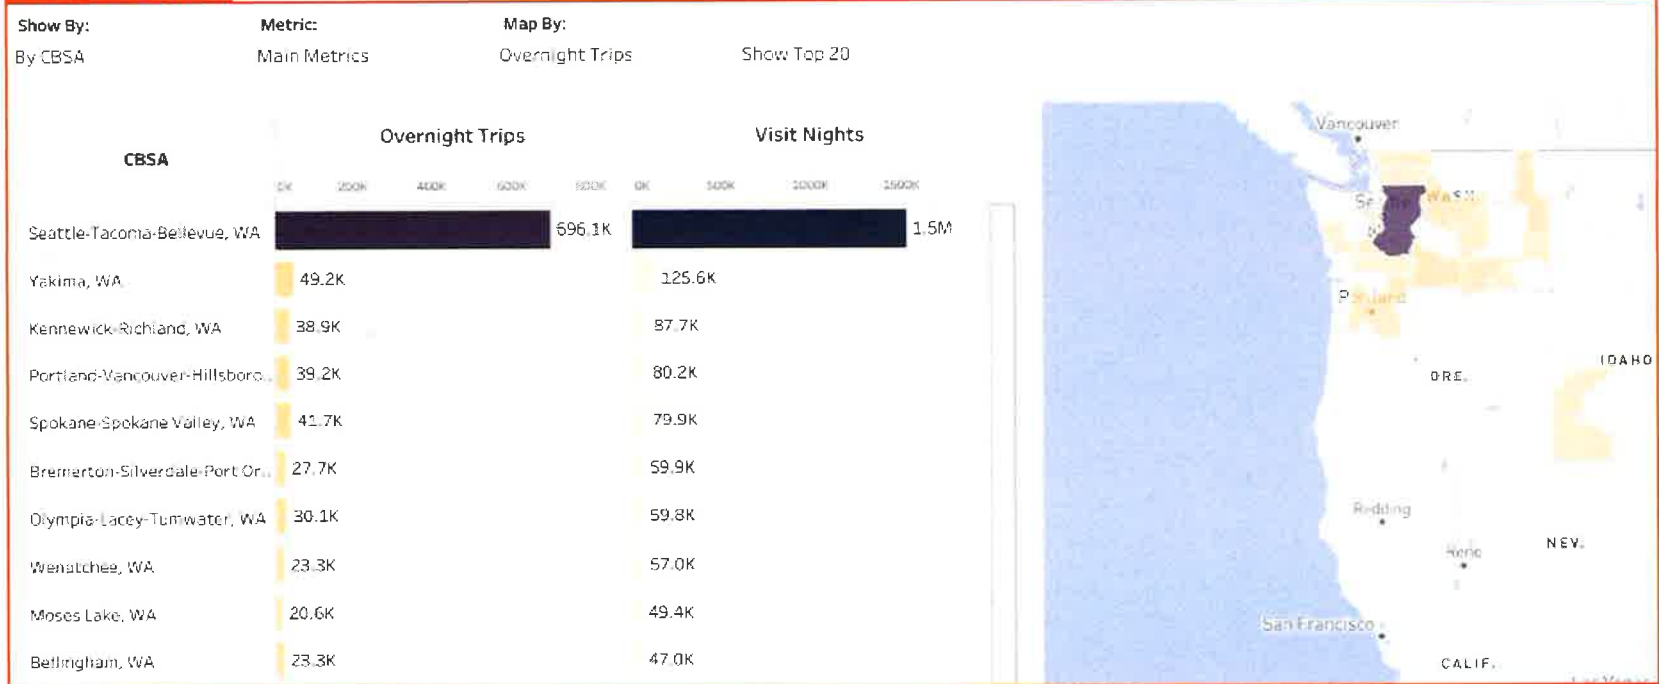 Show By: Metric: Map By:
By CBSA Main Metrics Overnight Trips Show Top 20
Overnight Trips Visit Nights
CBSA
0K 200K 400K 600K 800K 0K 500K 1000K 1500K
Seattle-Tacoma-Bellevue, WA 696.1K 1.5M
Yakima, WA 49.2K 125.6K
Kennewick-Richland, WA 38.9K 87.7K
Portland-Vancouver-Hillsboro.. 39.2K 80.2K
Spokane-Spokane Valley, WA 41.7K 79.9K
Bremerton-Silverdale-Port Or.. 27.7K 59.9K
Olympia-Lacey-Tumwater, WA 30.1K 59.8K
Wenatchee, WA 23.3K 57.0K
Moses Lake, WA 20.6K 49.4K
Bellingham, WA 23.3K 47.0K
Vancouver
WASH.
Portland
IDAHO
ORE.
Redding
Reno
NEV.
San Francisco
CALIF.